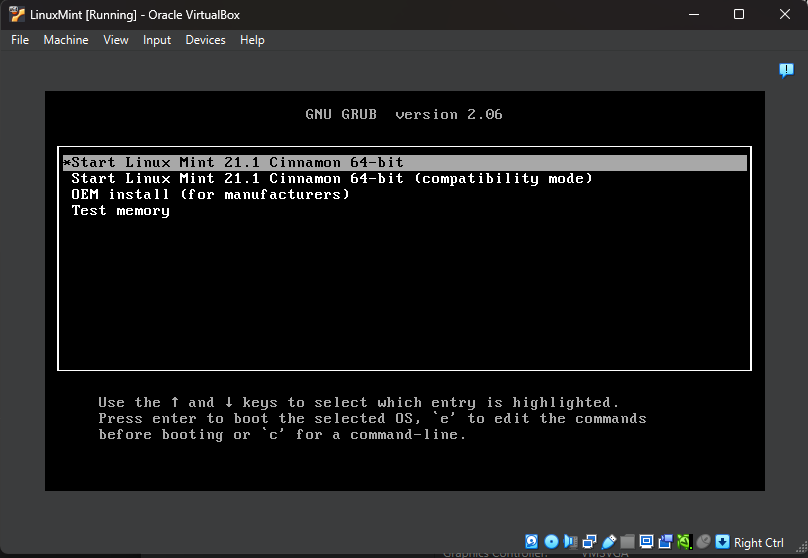 LinuxMint [Running] - Oracle VirtualBox
File Machine View Input Devices Help
GNU GRUB version 2.06
*Start Linux Mint 21.1 Cinnamon 64-bit
Start Linux Mint 21.1 Cinnamon 64-bit (compatibility mode)
OEM install (for manufacturers)
Test memory
Use the ↑ and ↓ keys to select which entry is highlighted.
Press enter to boot the selected OS, `e' to edit the commands
before booting or `c' for a command-line.
Right Ctrl
Graphics Controller: VMSVGA